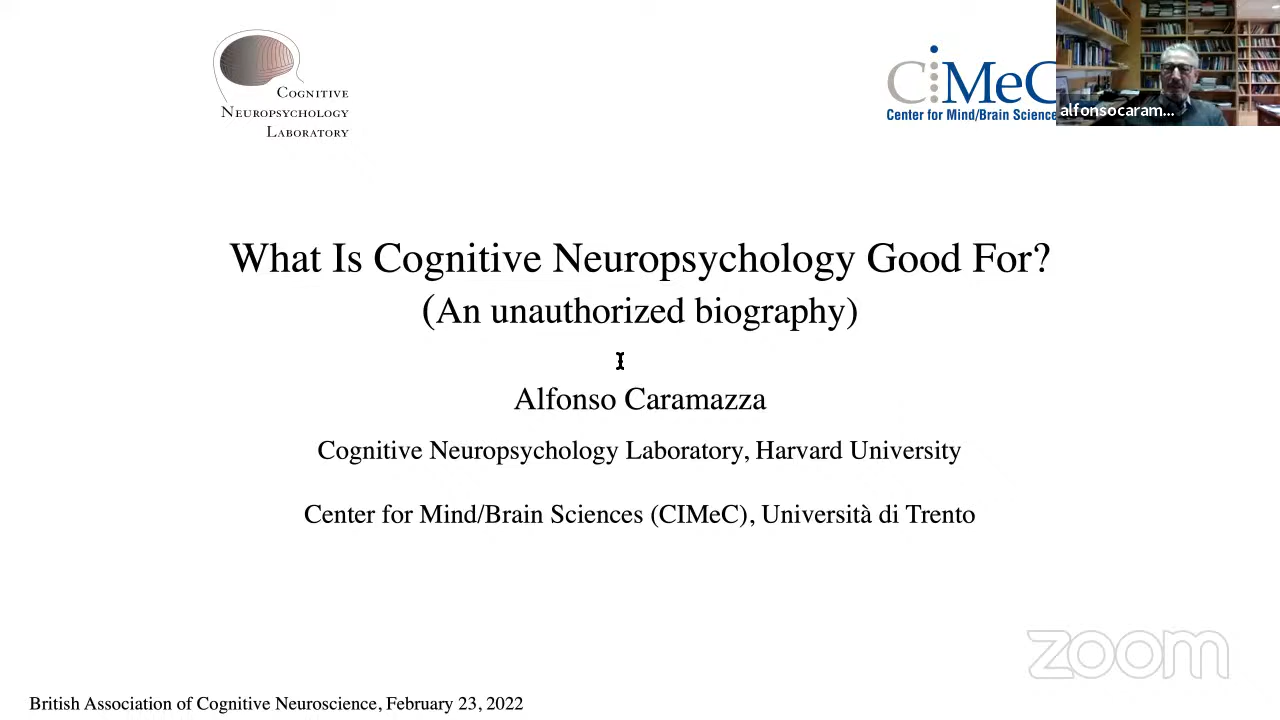 COGNITIVE
NEUROPSYCHOLOGY
LABORATORY
CiMeC
Center for Mind/Brain Science
alfonsocaram...
What Is Cognitive Neuropsychology Good For?
(An unauthorized biography)
Alfonso Caramazza
Cognitive Neuropsychology Laboratory, Harvard University
Center for Mind/Brain Sciences (CIMeC), Università di Trento
zoom
British Association of Cognitive Neuroscience, February 23, 2022